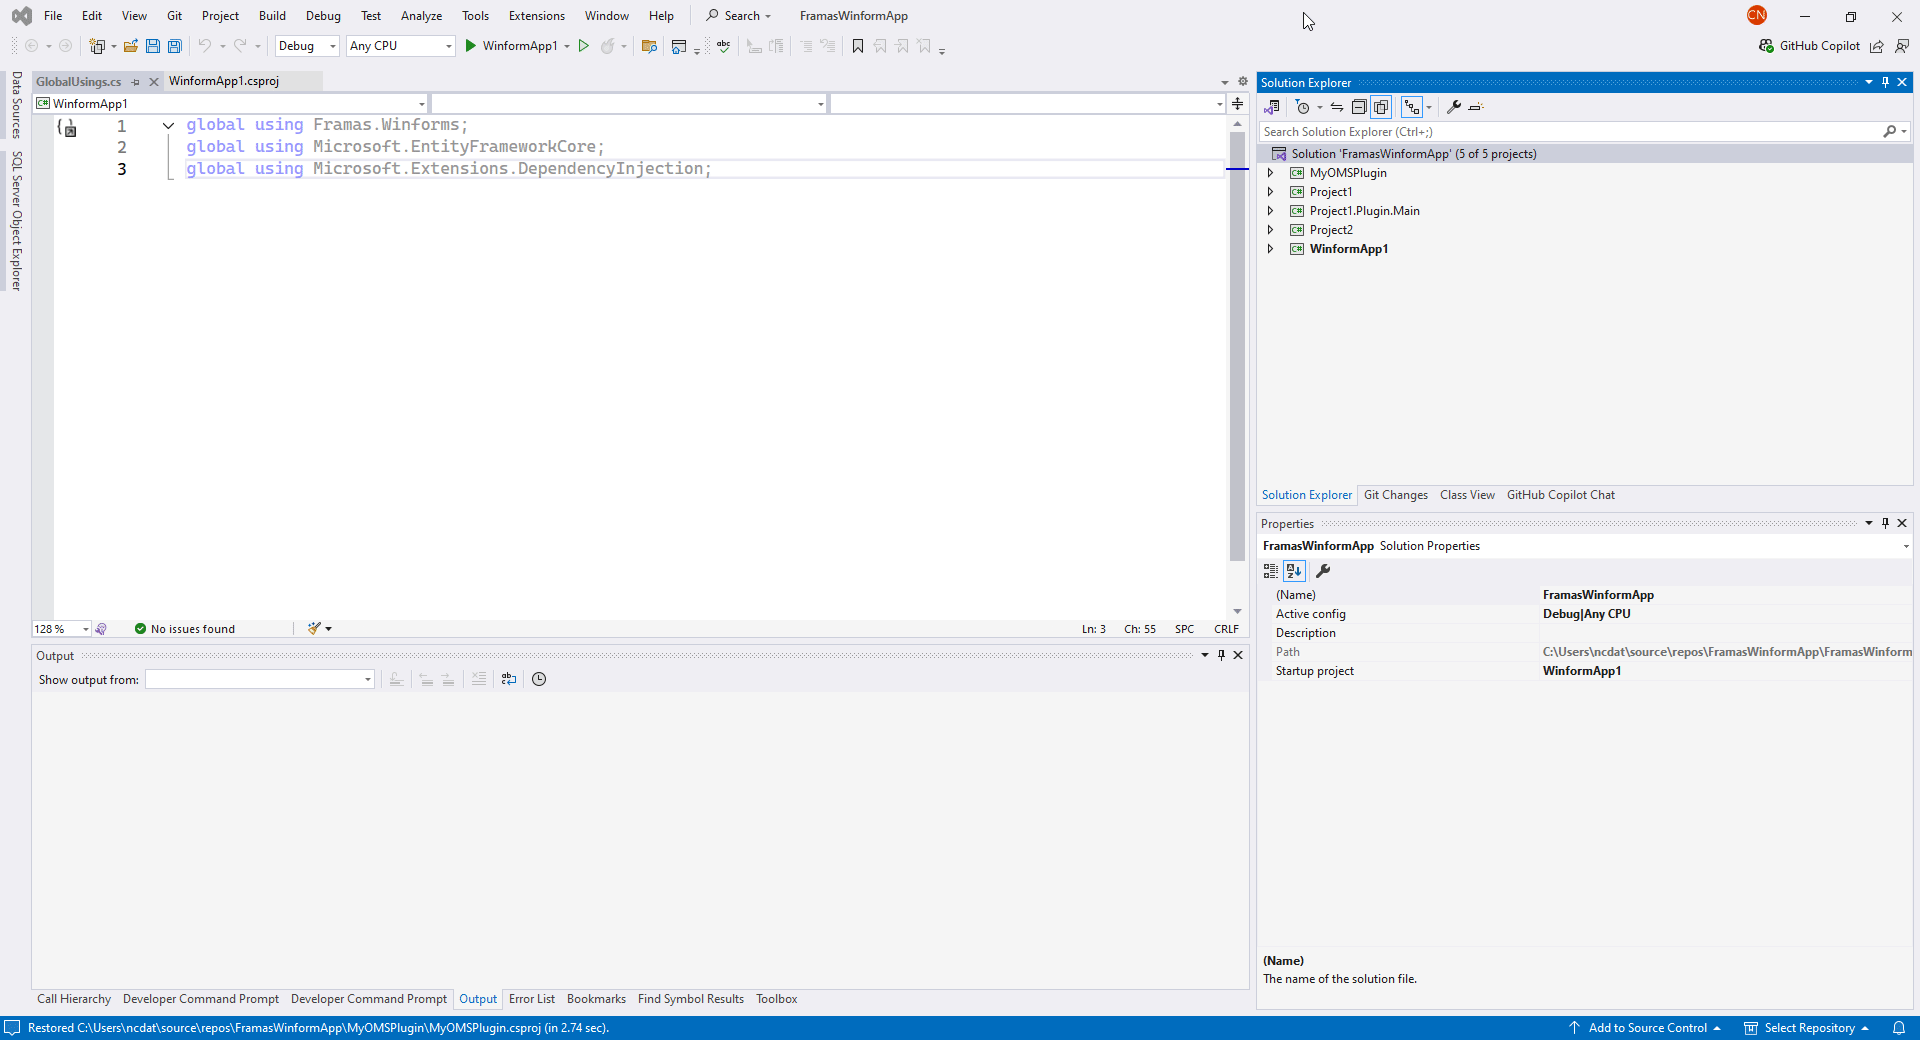 File Edit View Git Project Build Debug Test Analyze Tools Extensions Window Help Search FramasWinformApp CN
Debug Any CPU WinformApp1 GitHub Copilot
Data Sources
SQL Server Object Explorer
GlobalUsings.cs WinformApp1.csproj
WinformApp1
1 global using Framas.Winforms;
2 global using Microsoft.EntityFrameworkCore;
3 global using Microsoft.Extensions.DependencyInjection;
128 % No issues found Ln: 3 Ch: 55 SPC CRLF
Output
Show output from:
Call Hierarchy Developer Command Prompt Developer Command Prompt Output Error List Bookmarks Find Symbol Results Toolbox
Solution Explorer
Search Solution Explorer (Ctrl+;)
Solution 'FramasWinformApp' (5 of 5 projects)
C# MyOMSPlugin
C# Project1
C# Project1.Plugin.Main
C# Project2
C# WinformApp1
Solution Explorer Git Changes Class View GitHub Copilot Chat
Properties
FramasWinformApp Solution Properties
(Name) FramasWinformApp
Active config Debug|Any CPU
Description
Path C:\Users\ncdat\source\repos\FramasWinformApp\FramasWinform
Startup project WinformApp1
(Name)
The name of the solution file.
Restored C:\Users\ncdat\source\repos\FramasWinformApp\MyOMSPlugin\MyOMSPlugin.csproj (in 2.74 sec). Add to Source Control Select Repository